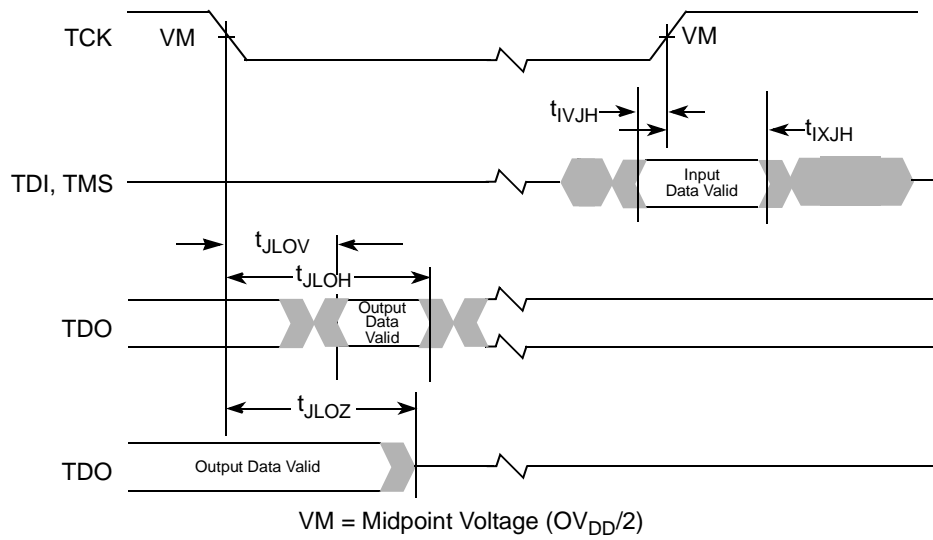 TCK
VM
VM
tIVJH
tIXJH
TDI, TMS
Input
Data Valid
tJLOV
tJLOH
TDO
Output
Data
Valid
tJLOZ
TDO
Output Data Valid
VM = Midpoint Voltage (OVDD/2)